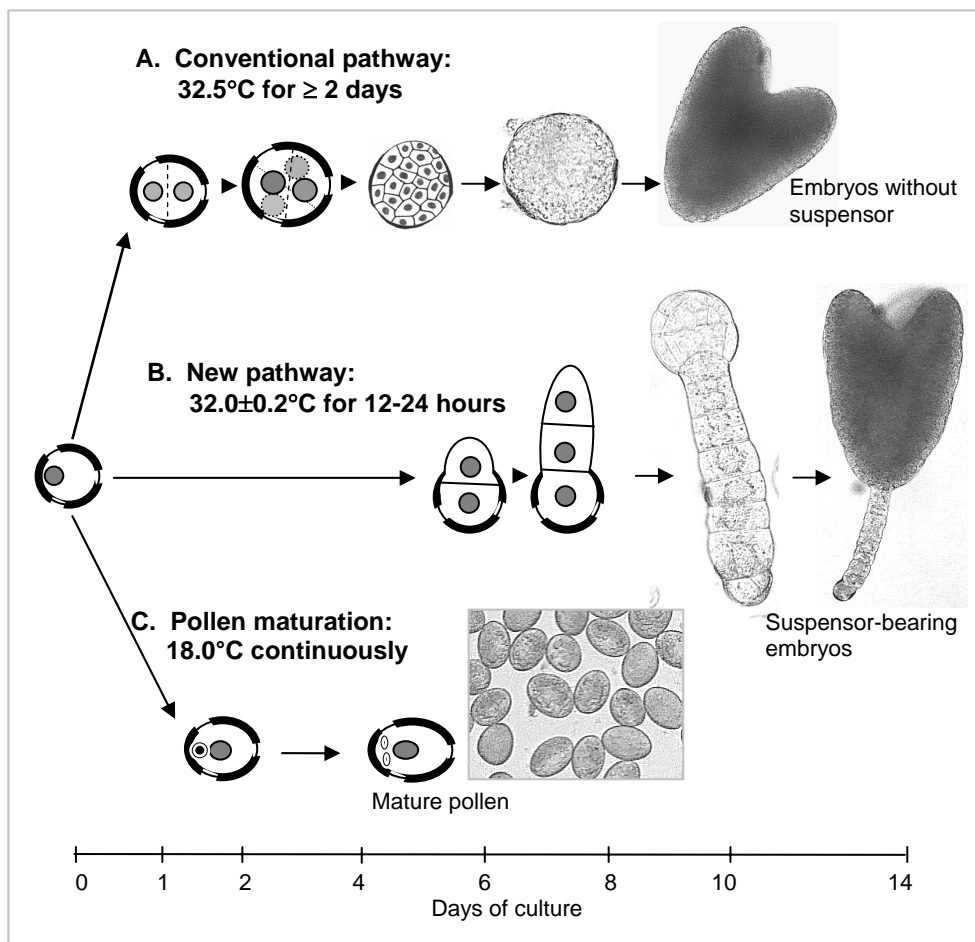 A. Conventional pathway:
32.5°C for ≥ 2 days
Embryos without
suspensor
B. New pathway:
32.0±0.2°C for 12-24 hours
Suspensor-bearing
embryos
C. Pollen maturation:
18.0°C continuously
Mature pollen
0 1 2 4 6 8 10 14
Days of culture